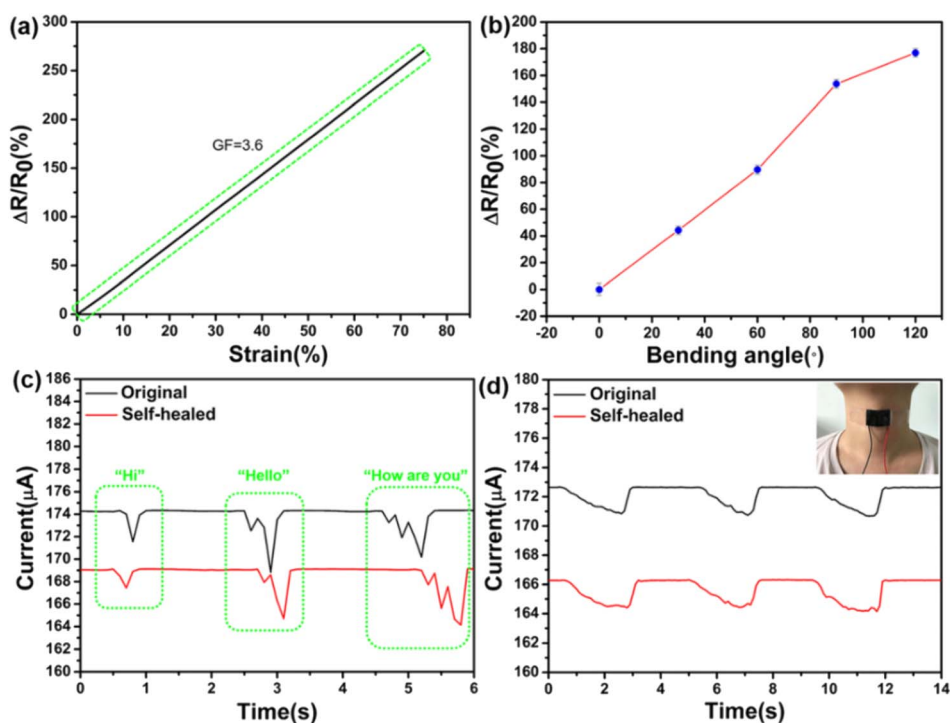 (a)
300
250
200
150
100
50
0
ΔR/R0(%)
GF=3.6
0 10 20 30 40 50 60 70 80
Strain(%)
(b)
200
180
160
140
120
100
80
60
40
20
0
-20
ΔR/R0(%)
-20 0 20 40 60 80 100 120
Bending angle(°)
(c)
186
184
182
180
178
176
174
172
170
168
166
164
162
160
Current(μA)
Original
Self-healed
“Hi” “Hello” “How are you”
0 1 2 3 4 5 6
Time(s)
(d)
180
178
176
174
172
170
168
166
164
162
160
Current(μA)
Original
Self-healed
0 2 4 6 8 10 12 14
Time(s)